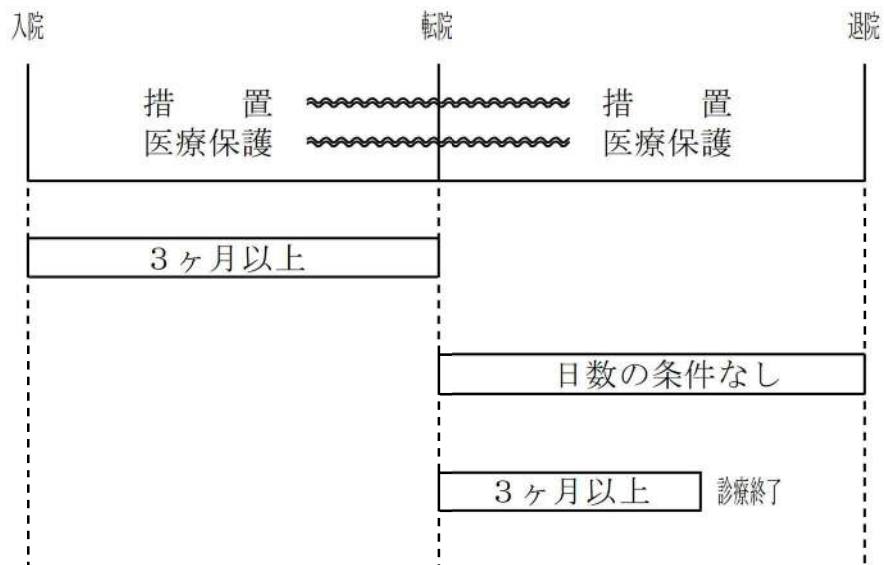 入院 転院 退院
措 置 措 置
医療保護 医療保護
3ヶ月以上
日数の条件なし
3ヶ月以上 診療終了